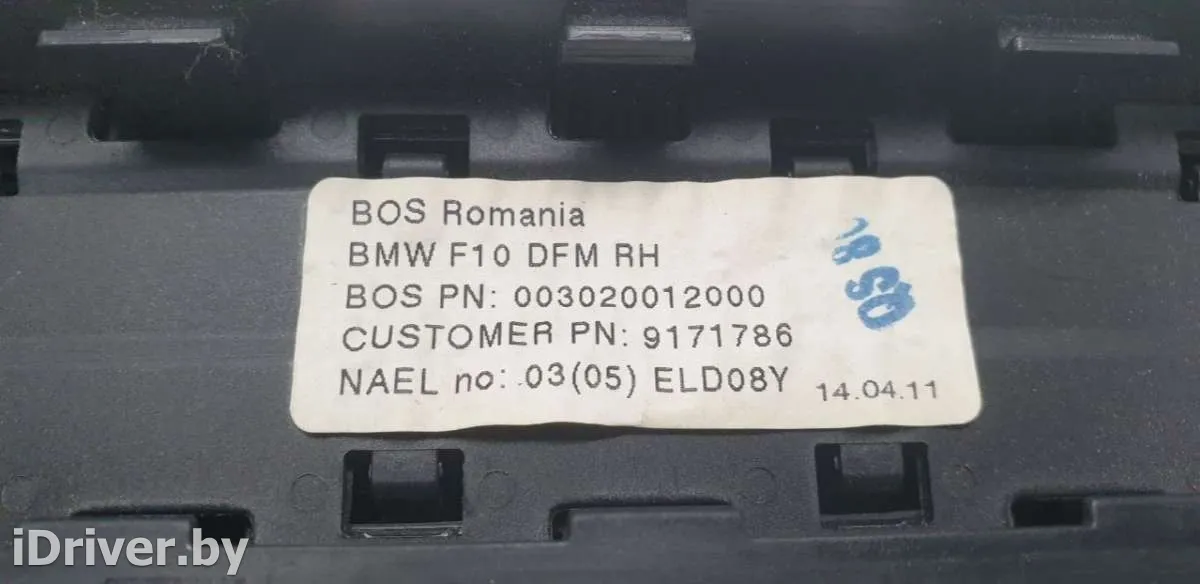 BOS Romania
BMW F10 DFM RH
BOS PN: 003020012000
CUSTOMER PN: 9171786
NAEL no: 03(05) ELD08Y 14.04.11
iDriver.by